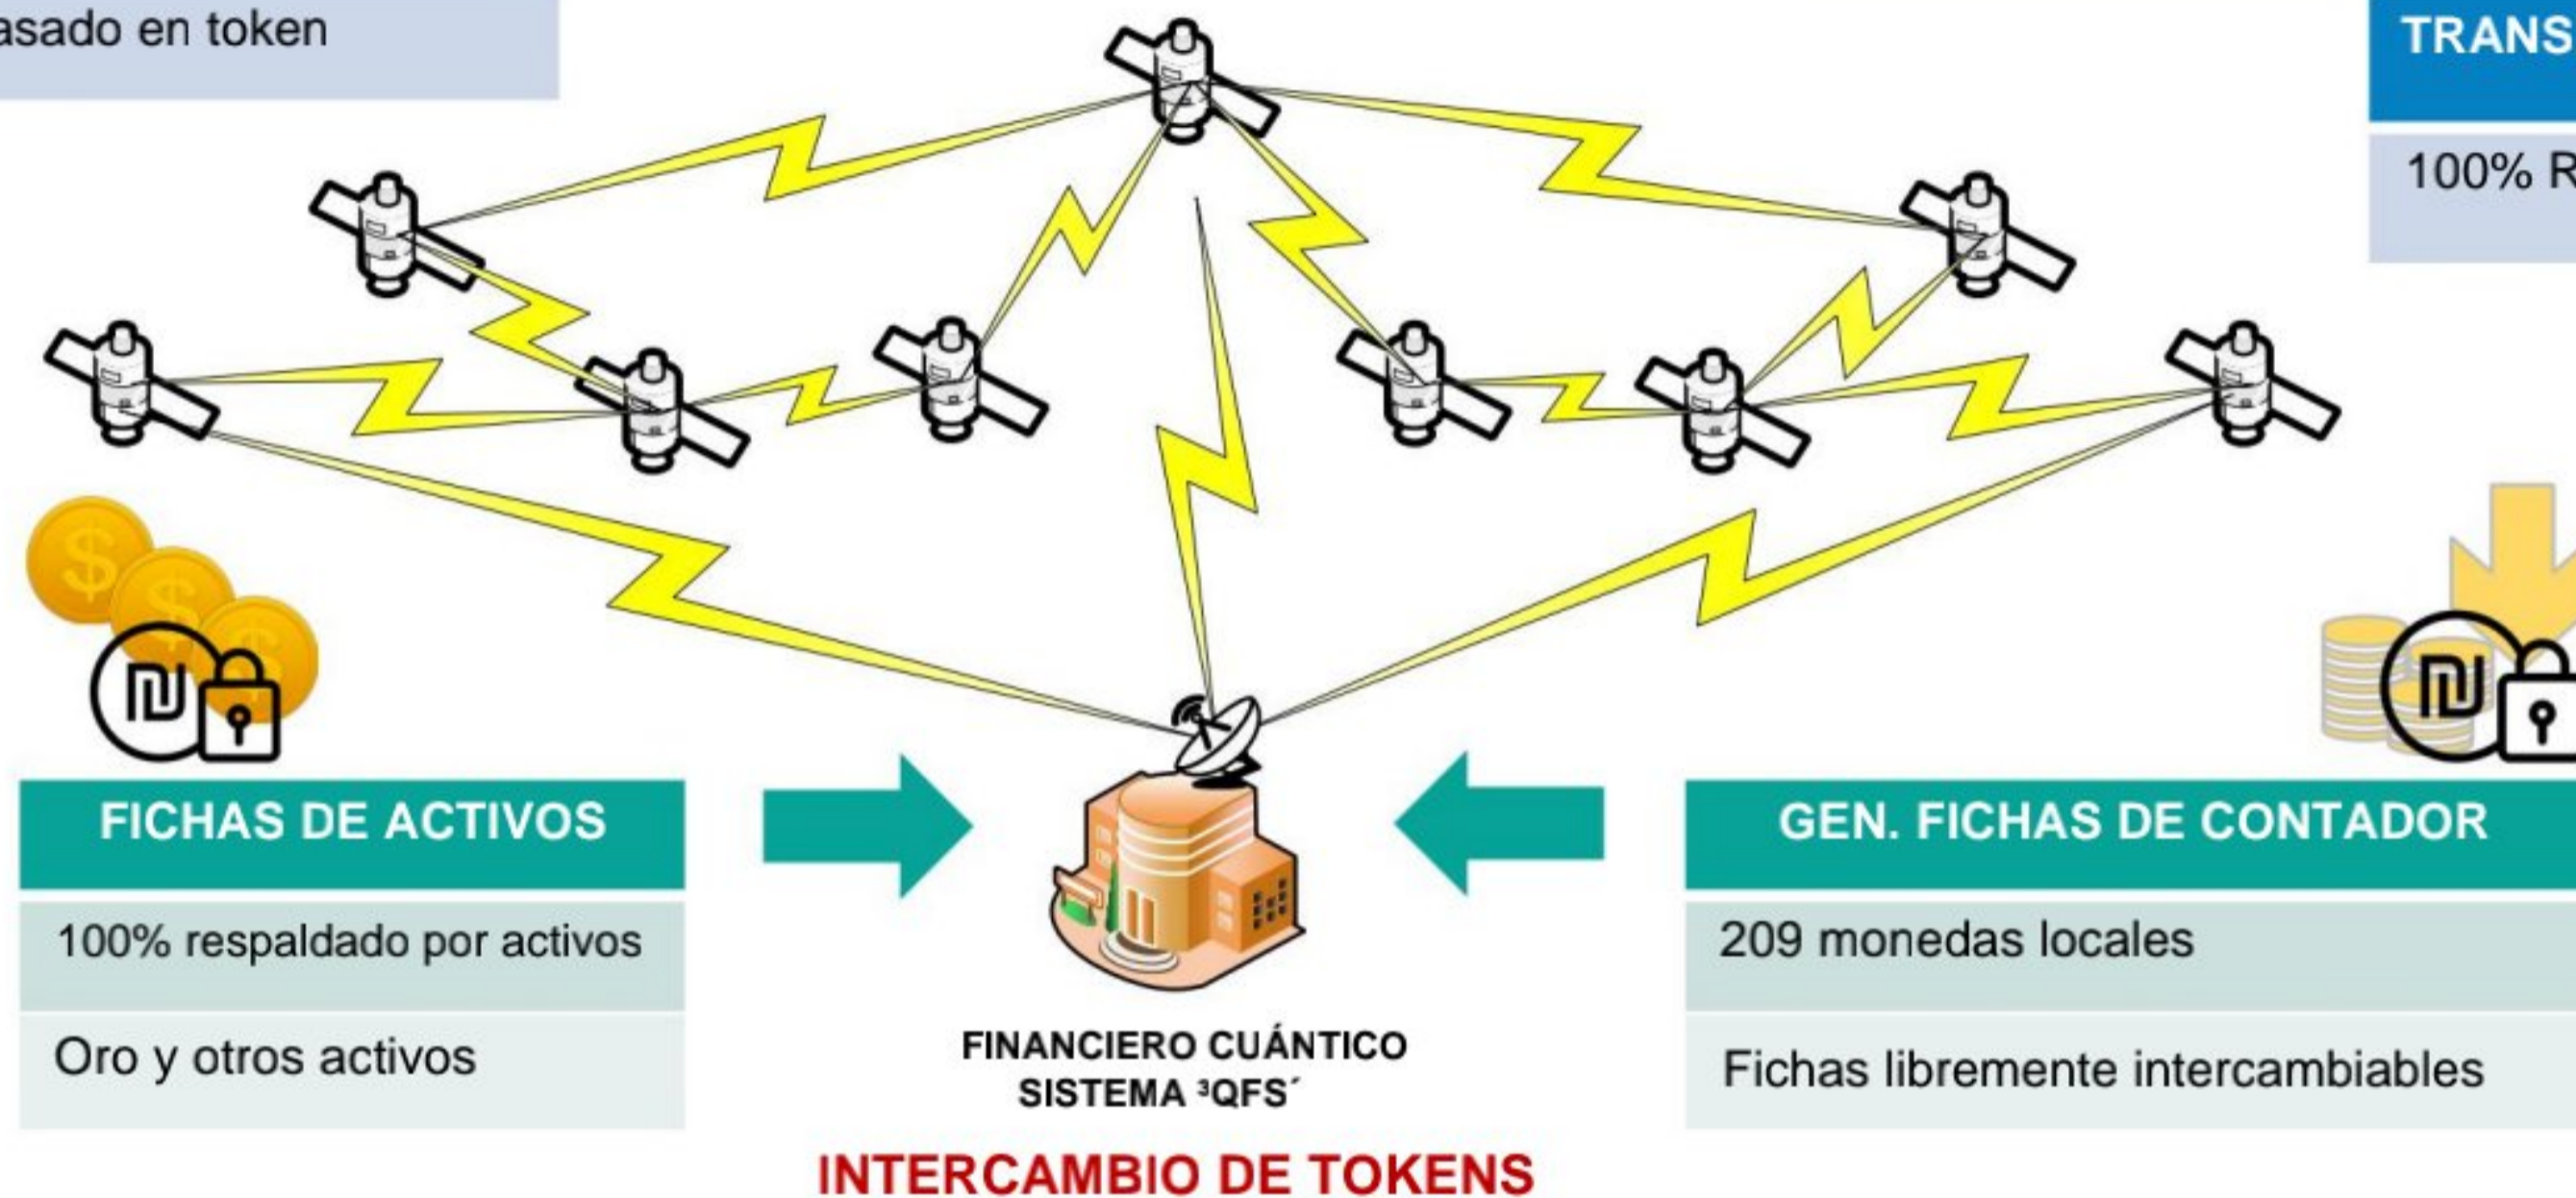 asado en token
TRANS
100% R
FICHAS DE ACTIVOS
100% respaldado por activos
Oro y otros activos
FINANCIERO CUÁNTICO
SISTEMA ³QFS´
GEN. FICHAS DE CONTADOR
209 monedas locales
Fichas libremente intercambiables
INTERCAMBIO DE TOKENS